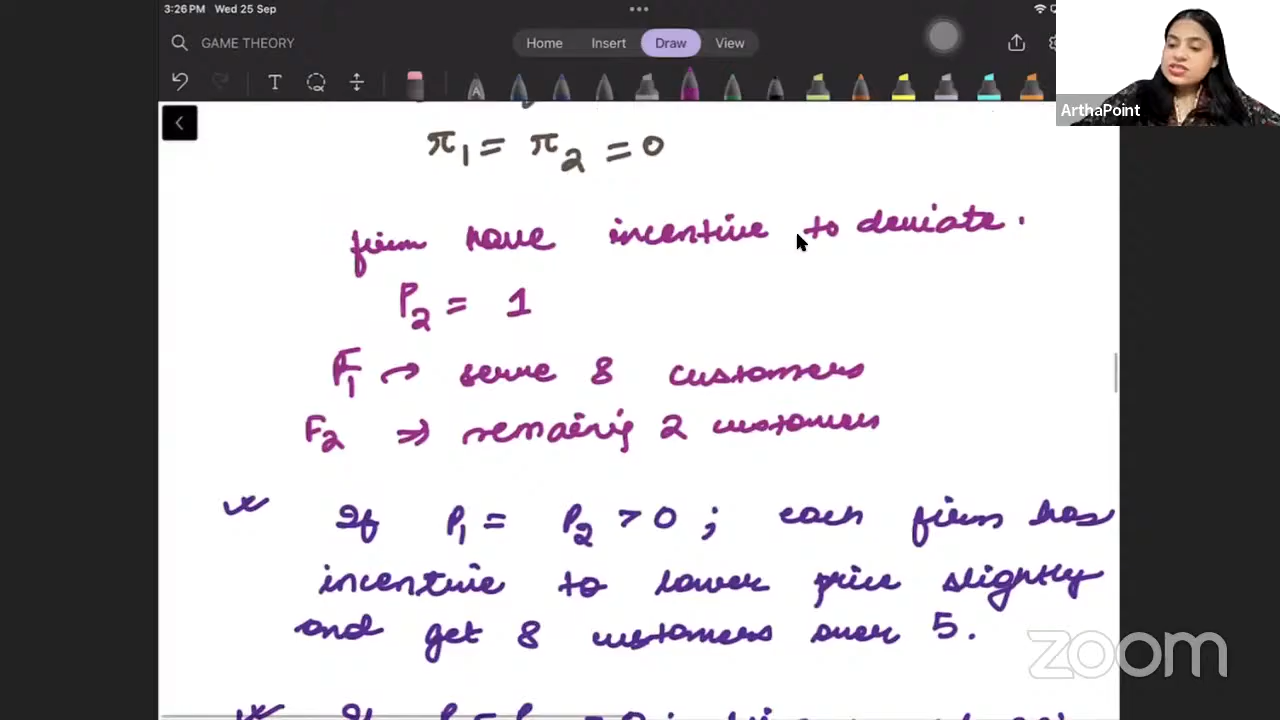 3:26 PM Wed 25 Sep
GAME THEORY
Home Insert Draw View
ArthaPoint
π1 = π2 = 0
firm have incentive to deviate.
P2 = 1
F1 → serve 8 customers
F2 ⇒ remaining 2 customers
If P1 = P2 > 0 ; each firm has
incentive to lower price slightly
and get 8 customers over 5.
zoom
If